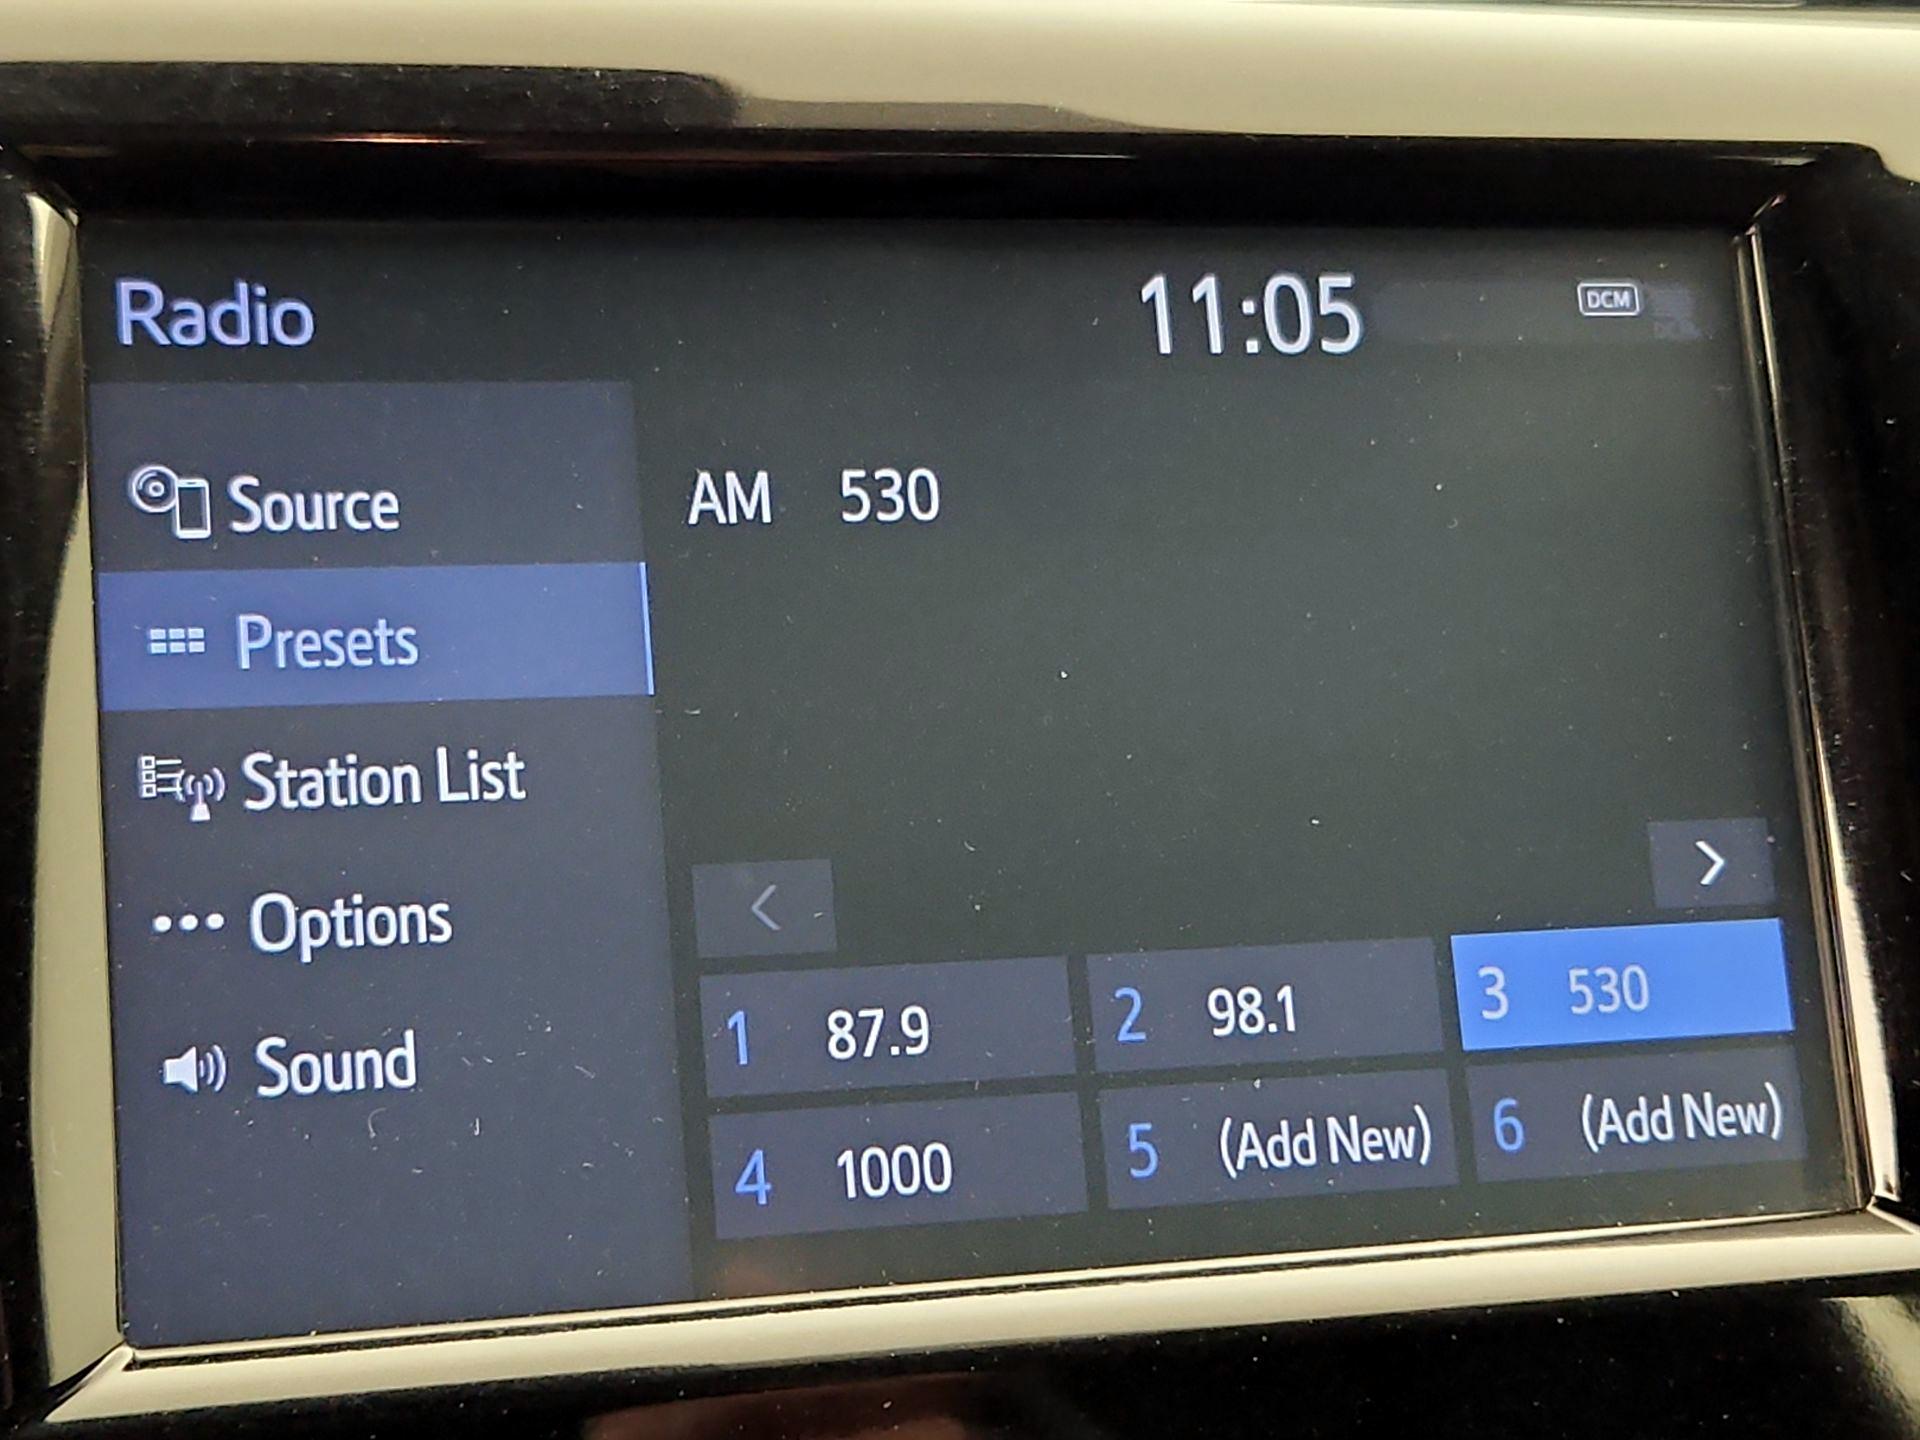 Radio 11:05 DCM
Source
AM 530
Presets
Station List
Options
Sound
1 87.9 2 98.1 3 530
4 1000 5 (Add New) 6 (Add New)